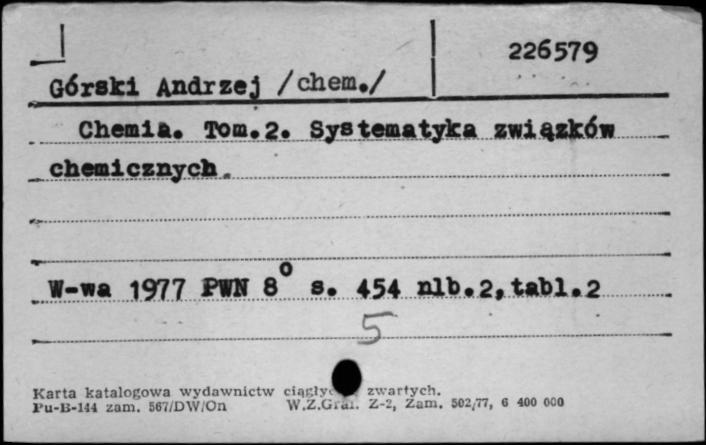 226579
Górski Andrzej /chem./
Chemia. Tom.2. Systematyka związków
chemicznych.
W-wa 1977 PWN 8° s. 454 nlb.2,tabl.2
5
Karta katalogowa wydawnictw zwartych.
Pu-B-144 zam. 567/DW/On W.Z.Graf. Z-2, Zam. 502/77, 6 400 000